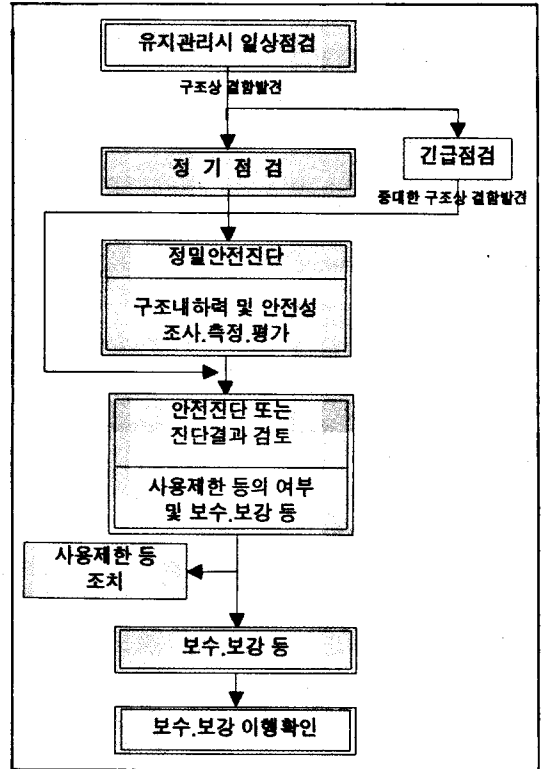 유지관리시 일상점검
구조상 결함발견
정 기 점 검
긴급점검
중대한 구조상 결함발견
정밀안전진단
구조내하력 및 안전성
조사.측정.평가
안전진단 또는
진단결과 검토
사용제한 등의 여부
및 보수.보강 등
사용제한 등
조치
보수.보강 등
보수.보강 이행확인